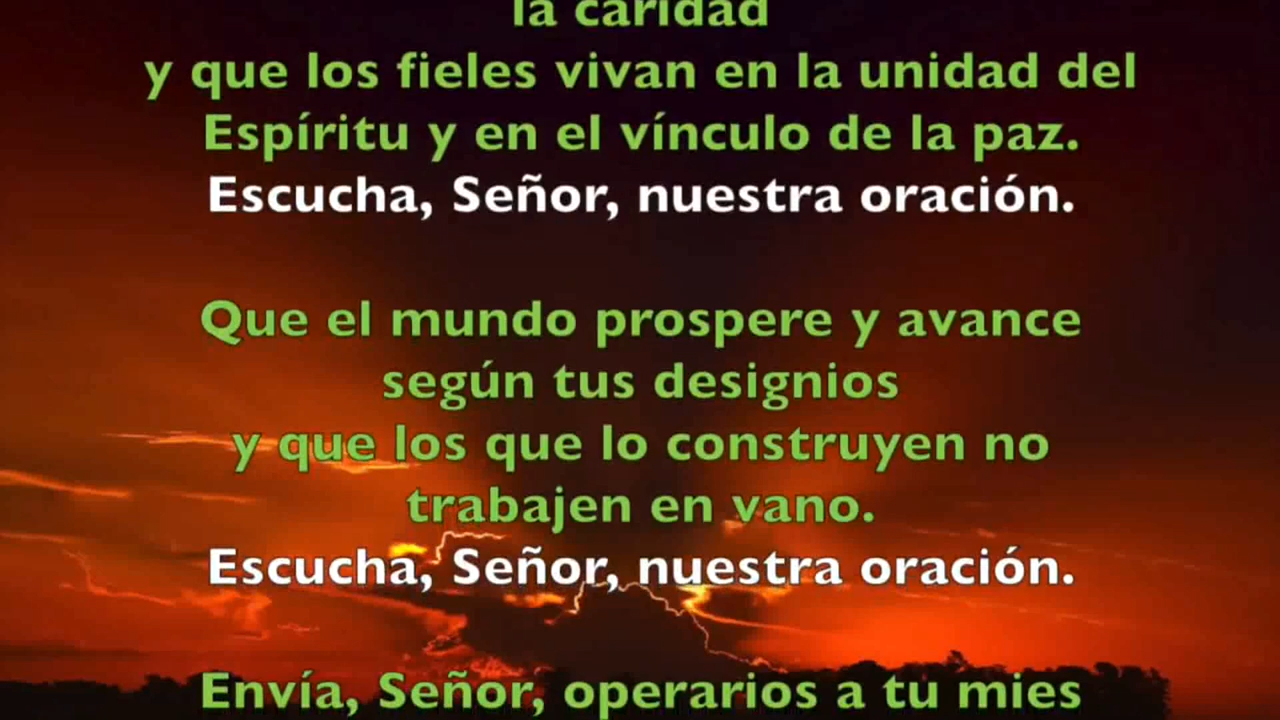 la caridad
y que los fieles vivan en la unidad del
Espíritu y en el vínculo de la paz.
Escucha, Señor, nuestra oración.
Que el mundo prospere y avance
según tus designios
y que los que lo construyen no
trabajen en vano.
Escucha, Señor, nuestra oración.
Envía, Señor, operarios a tu mies